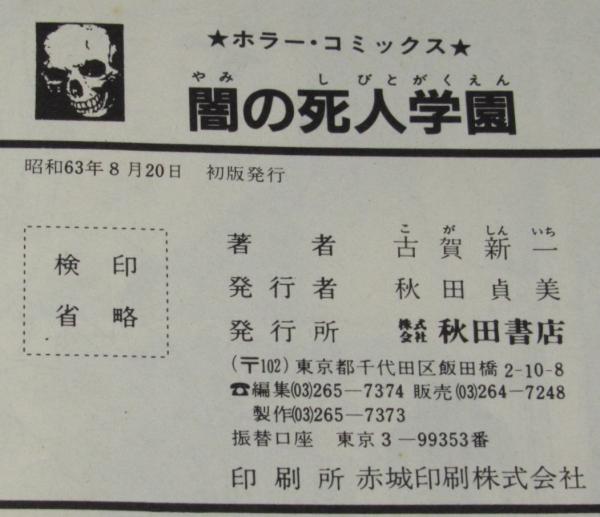 ★ホラー・コミックス★
やみ しびとがくえん
闇の死人学園
昭和63年8月20日 初版発行
検印
省略
こ が しん いち
著者 古賀新一
発行者 秋田貞美
発行所 株式会社 秋田書店
(〒102)東京都千代田区飯田橋2-10-8
☎編集(03)265―7374 販売(03)264―7248
製作(03)265―7373
振替口座 東京3―99353番
印刷所 赤城印刷株式会社